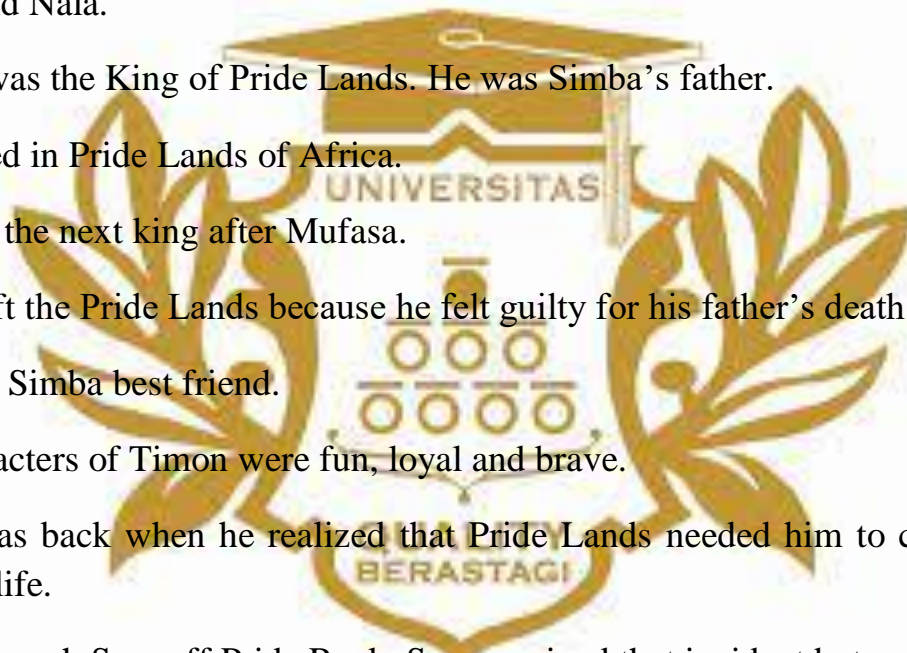 d Nala.
was the King of Pride Lands. He was Simba’s father.
ed in Pride Lands of Africa.
UNIVERSITAS
the next king after Mufasa.
ft the Pride Lands because he felt guilty for his father’s death
Simba best friend.
acters of Timon were fun, loyal and brave.
as back when he realized that Pride Lands needed him to c
QUALITY
life.
BERASTAGI